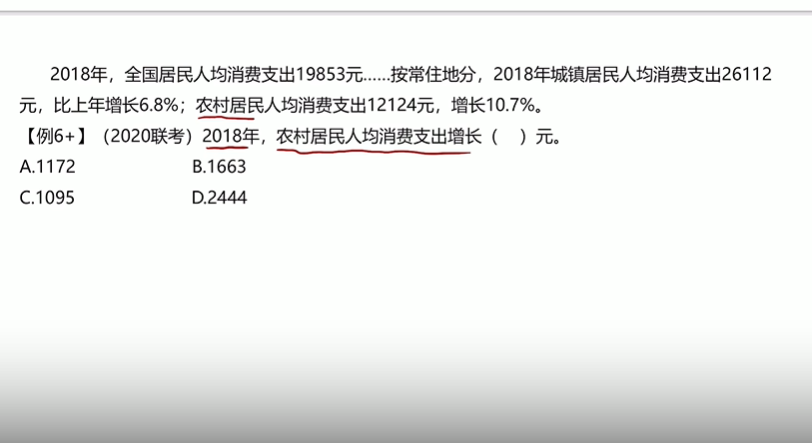 2018年，全国居民人均消费支出19853元……按常住地分，2018年城镇居民人均消费支出26112
元，比上年增长6.8%；农村居民人均消费支出12124元，增长10.7%。
【例6+】（2020联考）2018年，农村居民人均消费支出增长（　）元。
A.1172 B.1663
C.1095 D.2444